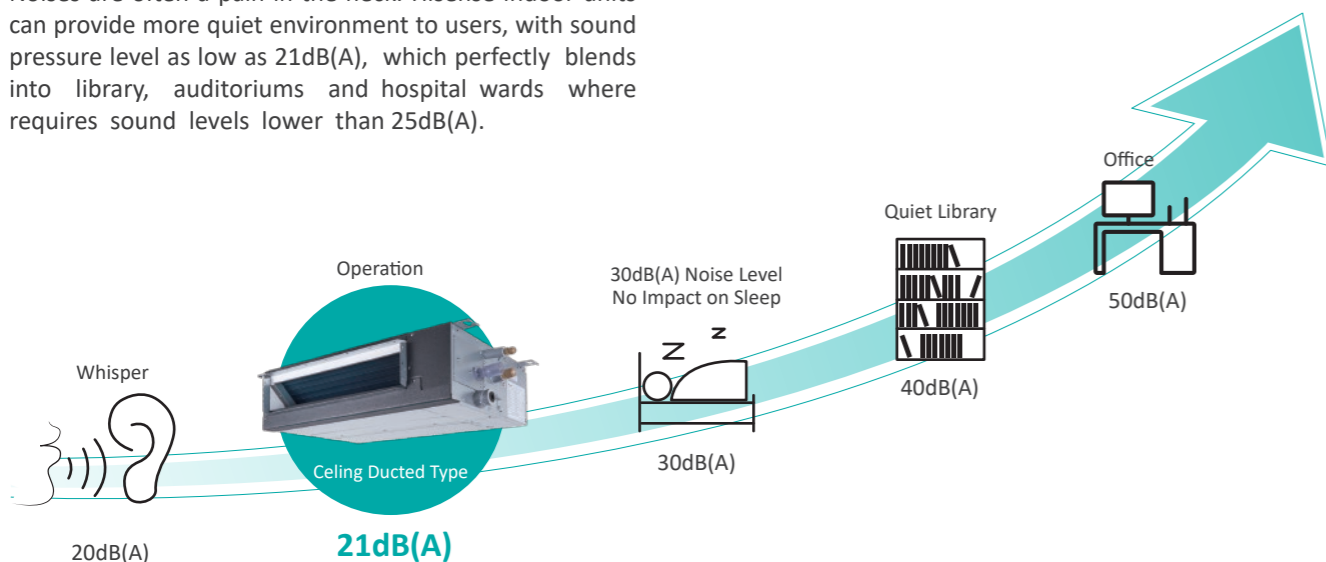 can provide more quiet environment to users, with sound
pressure level as low as 21dB(A), which perfectly blends
into library, auditoriums and hospital wards where
requires sound levels lower than 25dB(A).
Office
Quiet Library
Operation
30dB(A) Noise Level
No Impact on Sleep
50dB(A)
Whisper
z
Z
40dB(A)
30dB(A)
Celing Ducted Type
20dB(A)
21dB(A)